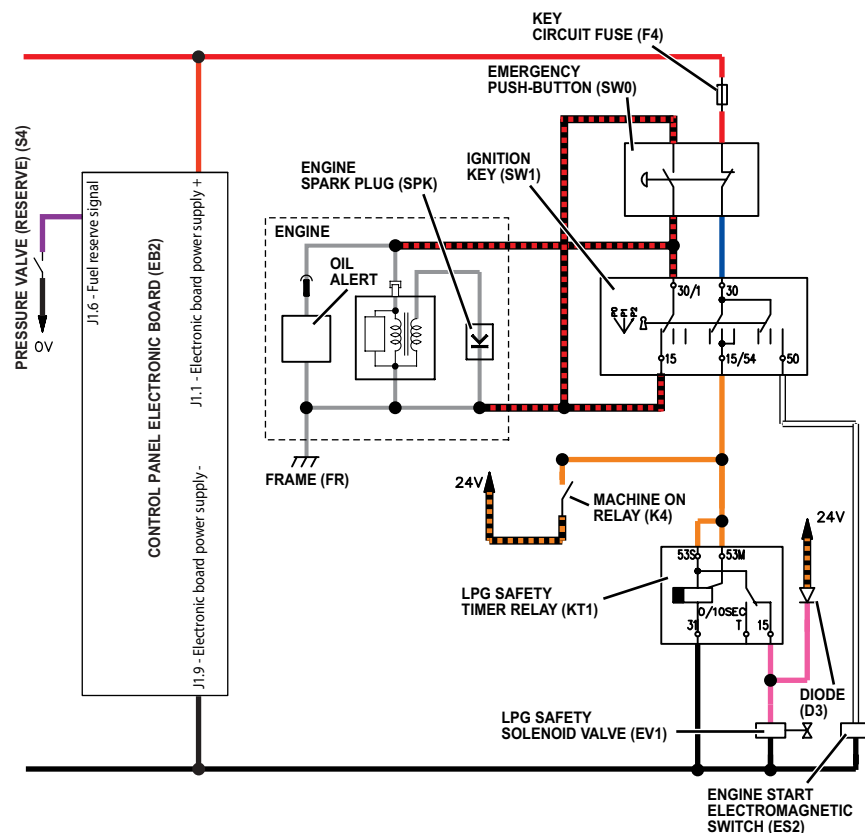 KEY
CIRCUIT FUSE (F4)
EMERGENCY
PUSH-BUTTON (SW0)
ENGINE
SPARK PLUG (SPK)
IGNITION
KEY (SW1)
PRESSURE VALVE (RESERVE) (S4)
J1.6 - Fuel reserve signal
J1.1 - Electronic board power supply +
CONTROL PANEL ELECTRONIC BOARD (EB2)
J1.9 - Electronic board power supply -
0V
ENGINE
OIL
ALERT
30/1
30
P0
P1
P2
15
15/54
50
FRAME (FR)
24V
MACHINE ON
RELAY (K4)
24V
53S
53M
LPG SAFETY
TIMER RELAY (KT1)
0/10SEC
31
T
15
DIODE
(D3)
LPG SAFETY
SOLENOID VALVE (EV1)
ENGINE START
ELECTROMAGNETIC
SWITCH (ES2)